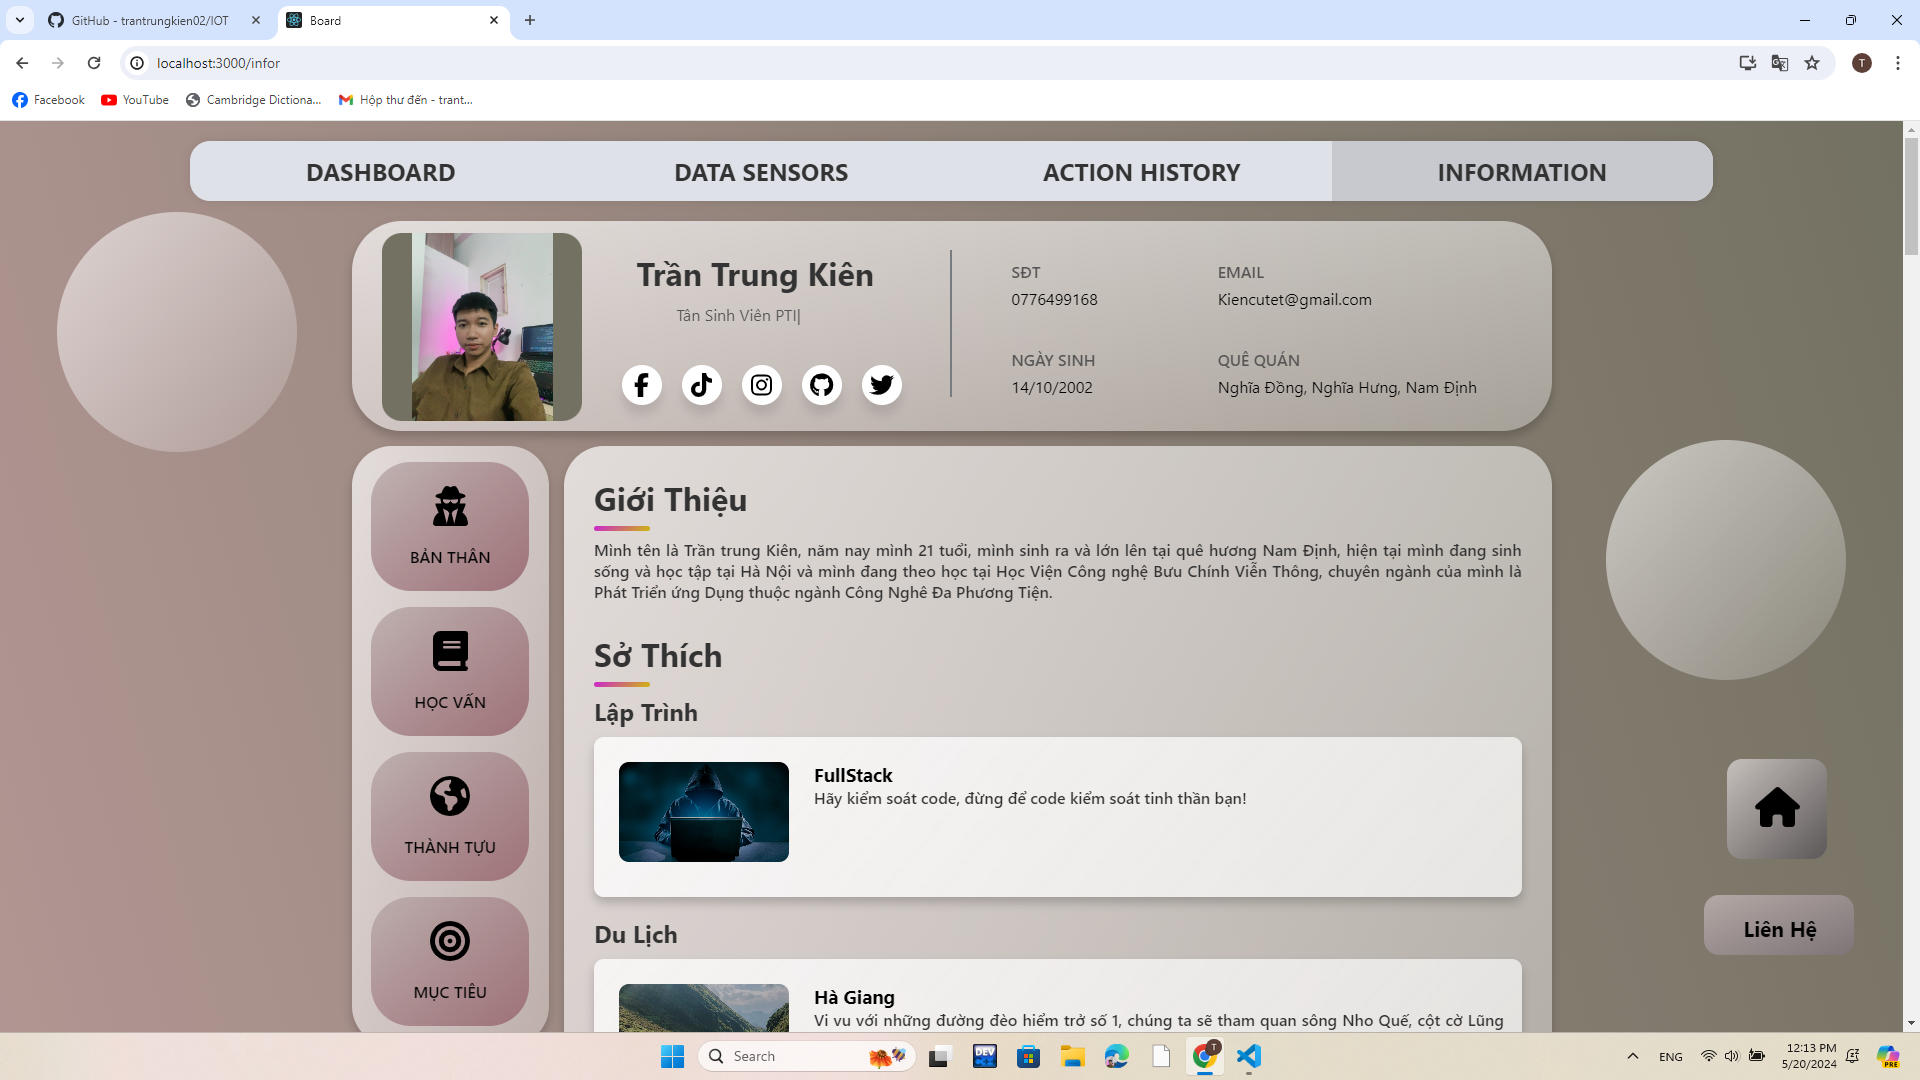 GitHub - trantrungkien02/IOT
Board
localhost:3000/infor
T
Facebook
YouTube
Cambridge Dictiona...
Hộp thư đến - trant...
DASHBOARD
DATA SENSORS
ACTION HISTORY
INFORMATION
Trần Trung Kiên
Tân Sinh Viên PTI|
SĐT
0776499168
EMAIL
Kiencutet@gmail.com
NGÀY SINH
14/10/2002
QUÊ QUÁN
Nghĩa Đồng, Nghĩa Hưng, Nam Định
BẢN THÂN
HỌC VẤN
THÀNH TỰU
MỤC TIÊU
Giới Thiệu
Mình tên là Trần trung Kiên, năm nay mình 21 tuổi, mình sinh ra và lớn lên tại quê hương Nam Định, hiện tại mình đang sinh
sống và học tập tại Hà Nội và mình đang theo học tại Học Viện Công nghệ Bưu Chính Viễn Thông, chuyên ngành của mình là
Phát Triển ứng Dụng thuộc ngành Công Nghê Đa Phương Tiện.
Sở Thích
Lập Trình
FullStack
Hãy kiểm soát code, đừng để code kiểm soát tinh thần bạn!
Du Lịch
Hà Giang
Vi vu với những đường đèo hiểm trở số 1, chúng ta sẽ tham quan sông Nho Quế, cột cờ Lũng
Liên Hệ
Search
DEV
T
ENG
12:13 PM
5/20/2024
PRE